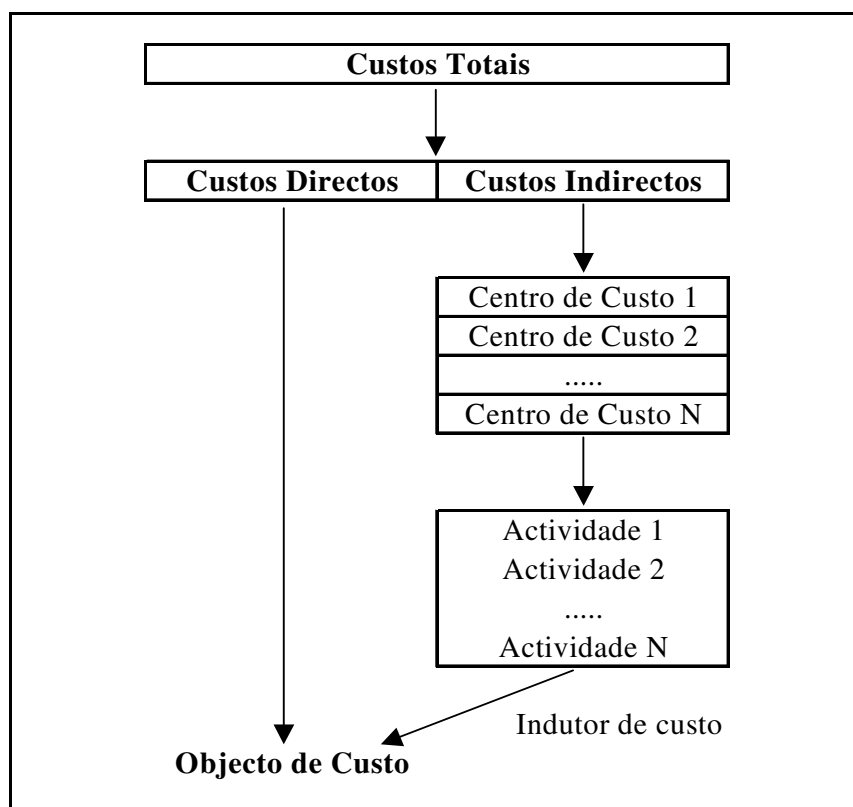 Custos Totais
Custos Directos
Custos Indirectos
Centro de Custo 1
Centro de Custo 2
.....
Centro de Custo N
Actividade 1
Actividade 2
.....
Actividade N
Indutor de custo
Objecto de Custo